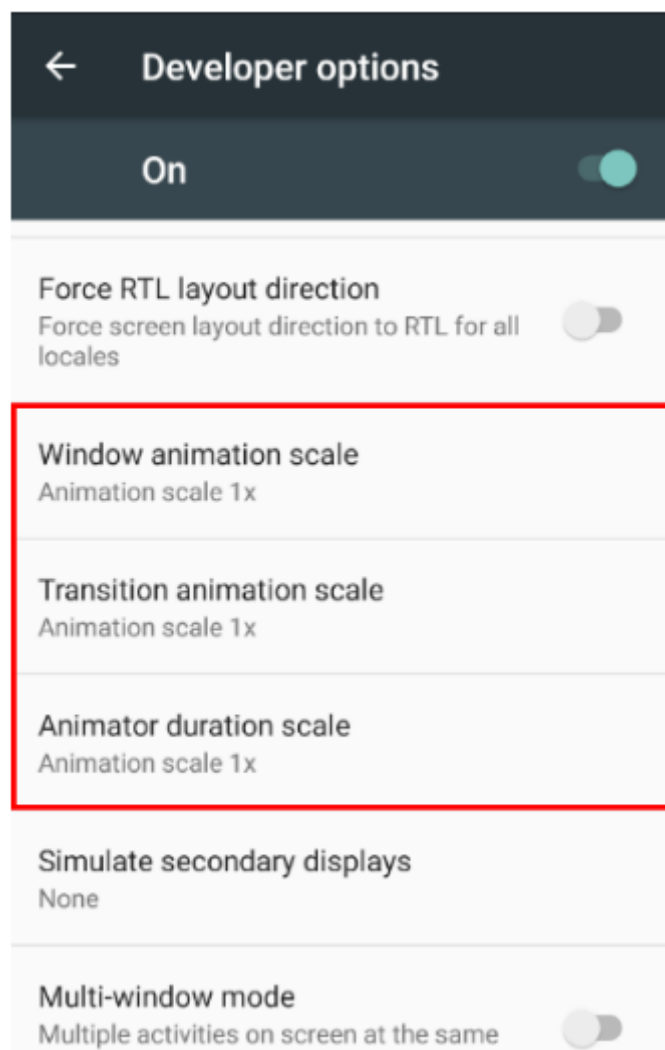 Developer options
On
Force RTL layout direction
Force screen layout direction to RTL for all
locales
Window animation scale
Animation scale 1x
Transition animation scale
Animation scale 1x
Animator duration scale
Animation scale 1x
Simulate secondary displays
None
Multi-window mode
Multiple activities on screen at the same